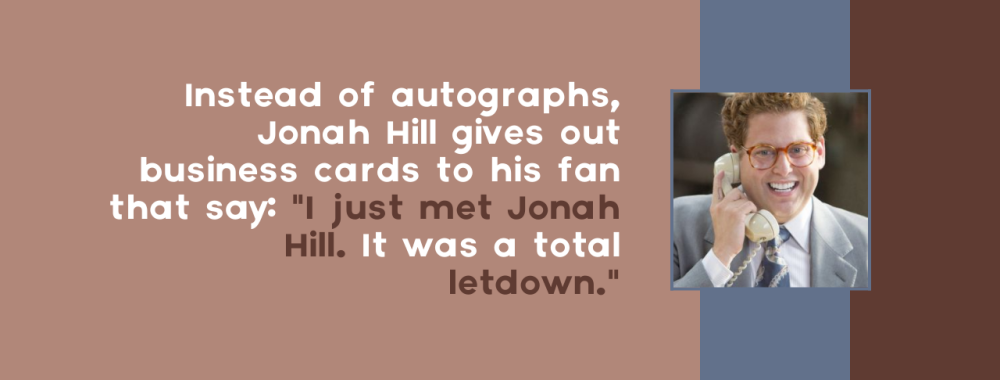 Instead of autographs,
Jonah Hill gives out
business cards to his fan
that say: "I just met Jonah
Hill. It was a total
letdown."